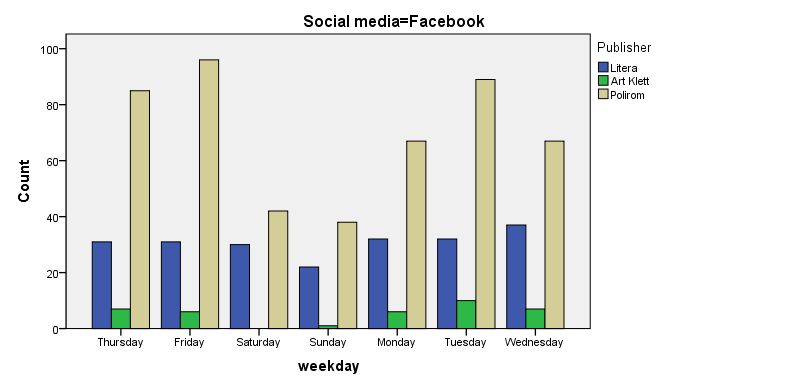 Social media=Facebook
Publisher
Litera
Art Klett
Polirom
Count
100
80
60
40
20
0
Thursday Friday Saturday Sunday Monday Tuesday Wednesday
weekday